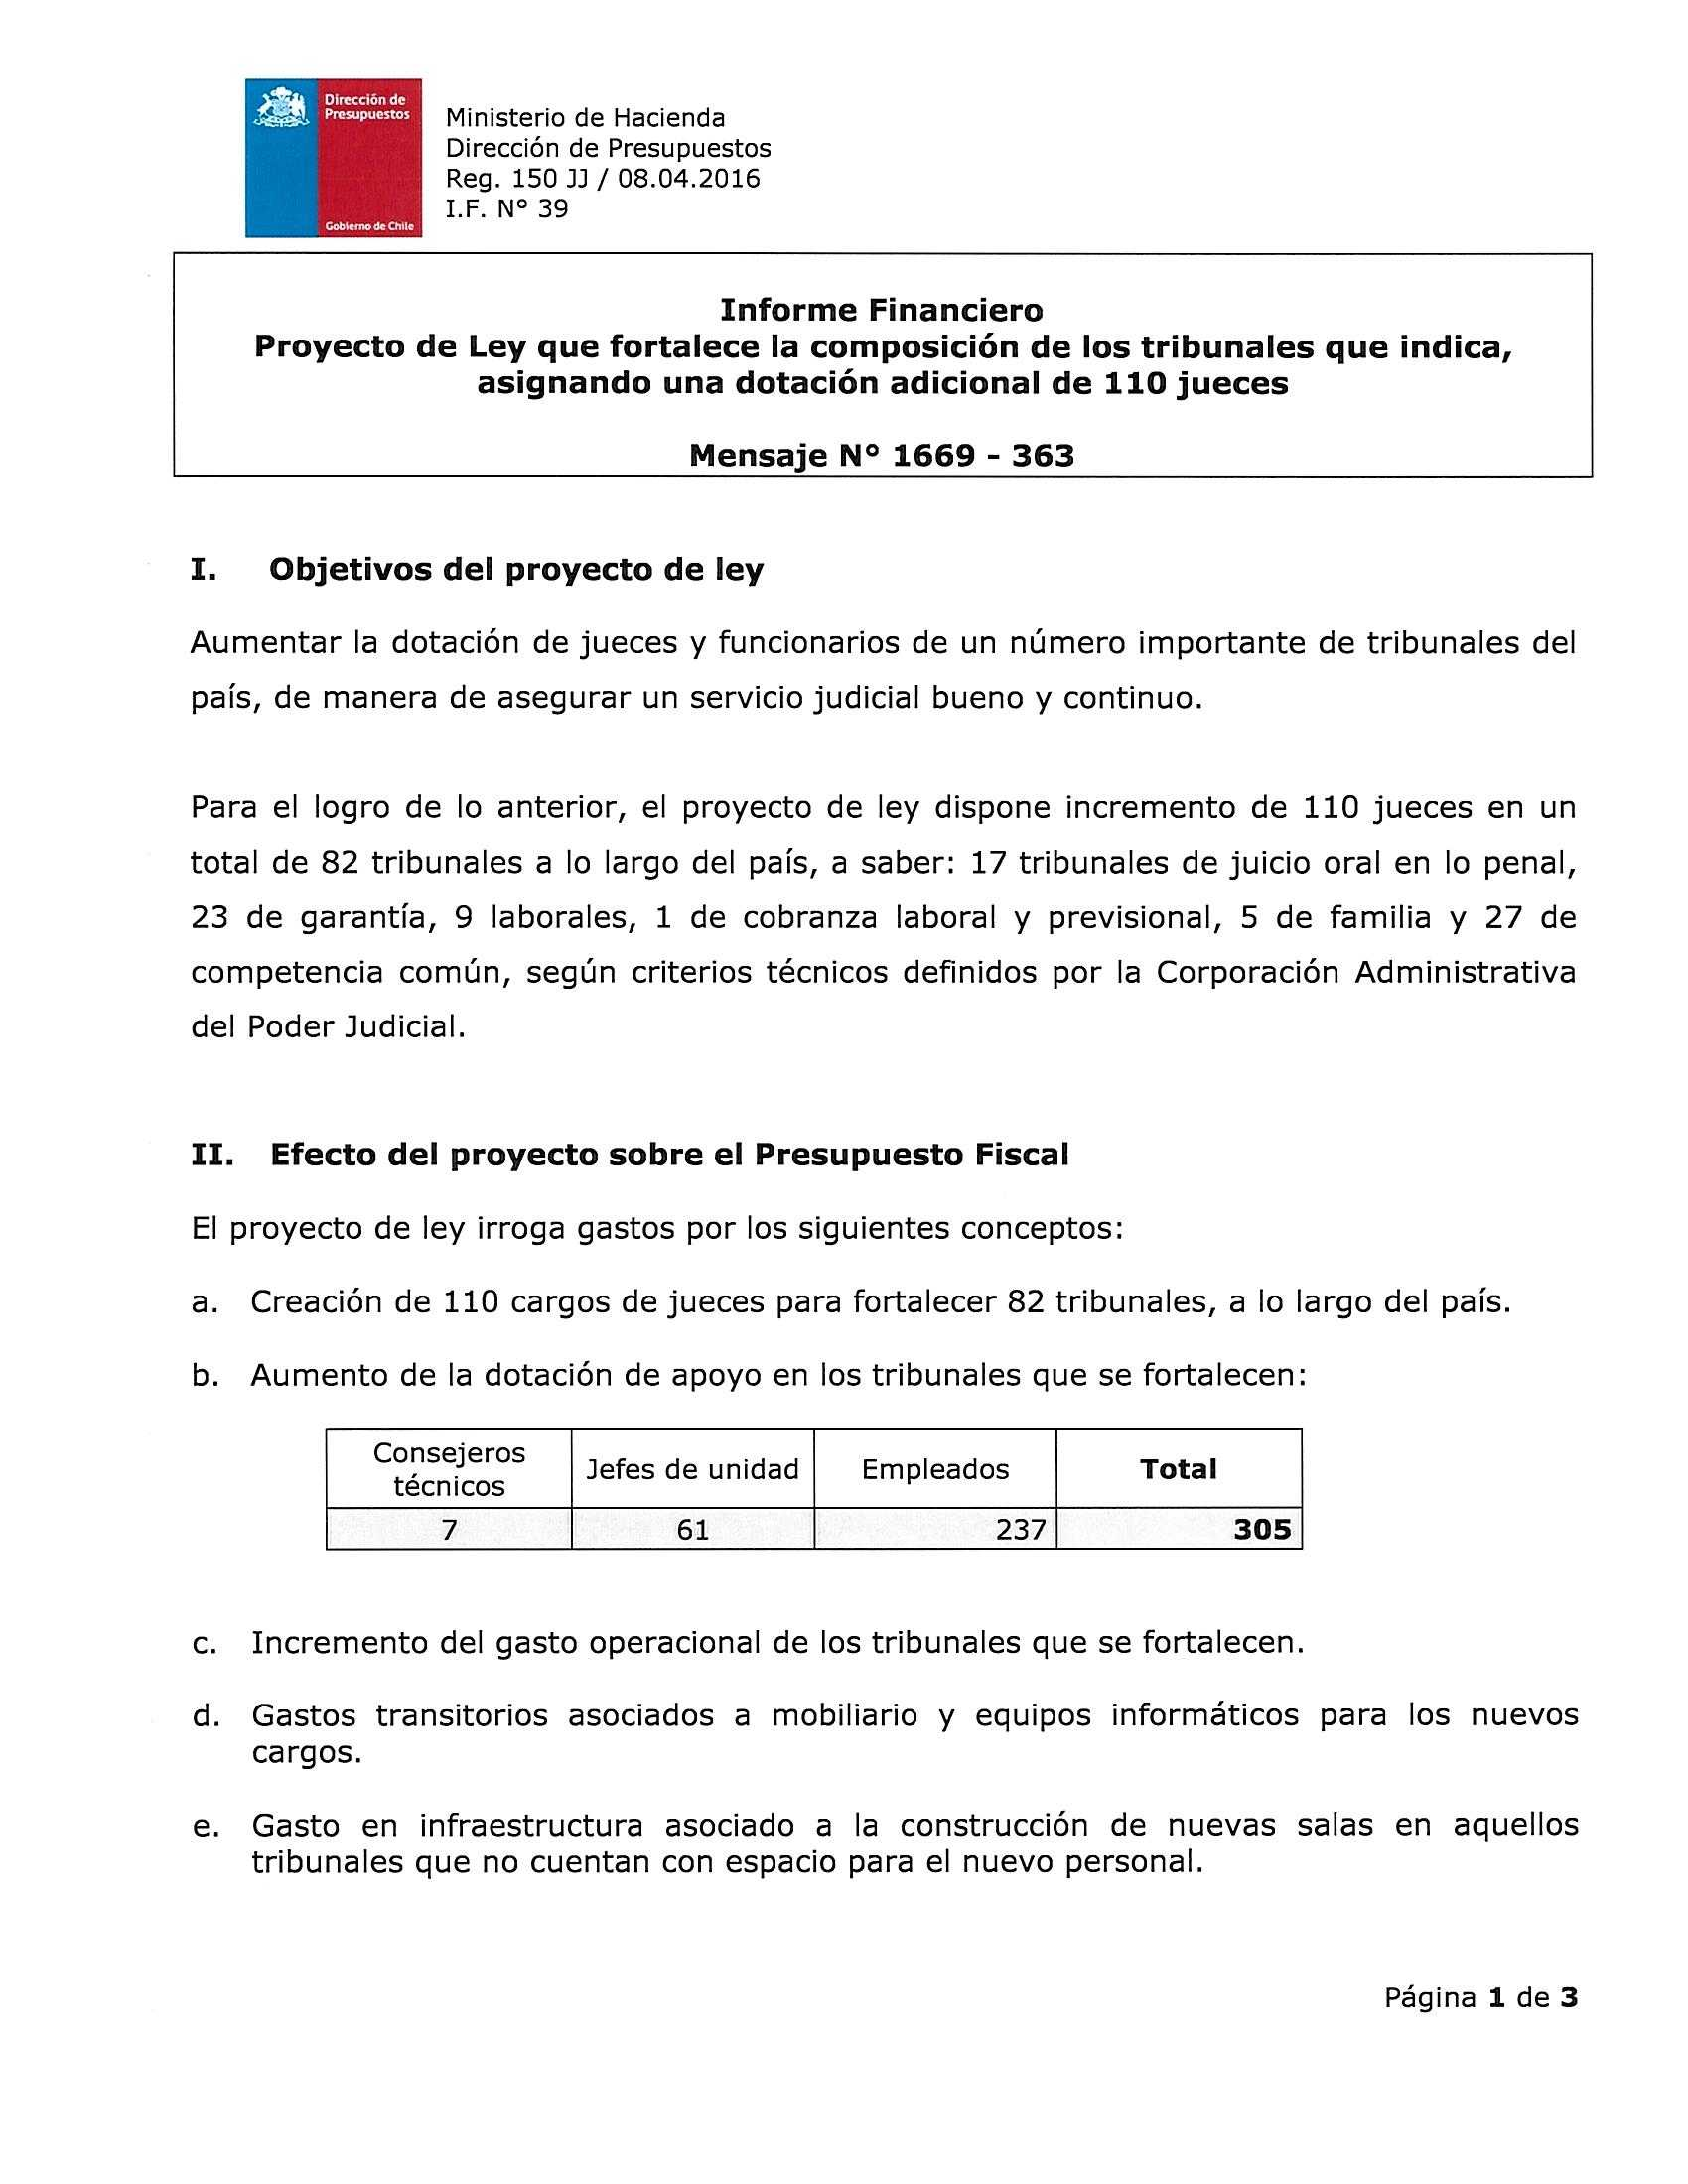 Dirección de
Presupuestos
Gobierno de Chile
Ministerio de Hacienda
Dirección de Presupuestos
Reg. 150 JJ / 08.04.2016
I.F. N° 39
Informe Financiero
Proyecto de Ley que fortalece la composición de los tribunales que indica,
asignando una dotación adicional de 110 jueces
Mensaje N° 1669 - 363
I. Objetivos del proyecto de ley
Aumentar la dotación de jueces y funcionarios de un número importante de tribunales del
país, de manera de asegurar un servicio judicial bueno y continuo.
Para el logro de lo anterior, el proyecto de ley dispone incremento de 110 jueces en un
total de 82 tribunales a lo largo del país, a saber: 17 tribunales de juicio oral en lo penal,
23 de garantía, 9 laborales, 1 de cobranza laboral y previsional, 5 de familia y 27 de
competencia común, según criterios técnicos definidos por la Corporación Administrativa
del Poder Judicial.
II. Efecto del proyecto sobre el Presupuesto Fiscal
El proyecto de ley irroga gastos por los siguientes conceptos:
a. Creación de 110 cargos de jueces para fortalecer 82 tribunales, a lo largo del país.
b. Aumento de la dotación de apoyo en los tribunales que se fortalecen:
Consejeros
técnicos
Jefes de unidad
Empleados
Total
7
61
237
305
c. Incremento del gasto operacional de los tribunales que se fortalecen.
d. Gastos transitorios asociados a mobiliario y equipos informáticos para los nuevos
cargos.
e. Gasto en infraestructura asociado a la construcción de nuevas salas en aquellos
tribunales que no cuentan con espacio para el nuevo personal.
Página 1 de 3